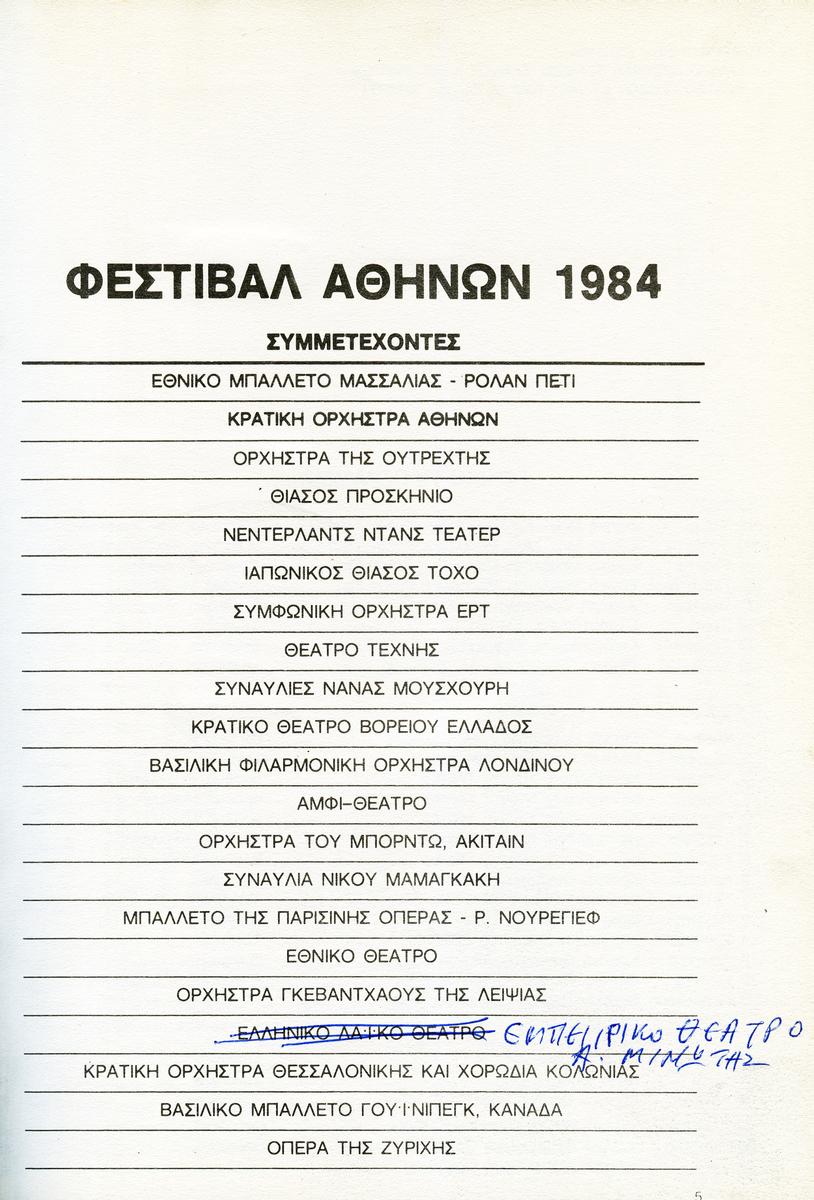 ΦΕΣΤΙΒΑΛ ΑΘΗΝΩΝ 1984
ΣΥΜΜΕΤΕΧΟΝΤΕΣ
ΕΘΝΙΚΟ ΜΠΑΛΛΕΤΟ ΜΑΣΣΑΛΙΑΣ - ΡΟΛΑΝ ΠΕΤΙ
ΚΡΑΤΙΚΗ ΟΡΧΗΣΤΡΑ ΑΘΗΝΩΝ
ΟΡΧΗΣΤΡΑ ΤΗΣ ΟΥΤΡΕΧΤΗΣ
ΘΙΑΣΟΣ ΠΡΟΣΚΗΝΙΟ
ΝΕΝΤΕΡΛΑΝΤΣ ΝΤΑΝΣ ΤΕΑΤΕΡ
ΙΑΠΩΝΙΚΟΣ ΘΙΑΣΟΣ ΤΟΧΟ
ΣΥΜΦΩΝΙΚΗ ΟΡΧΗΣΤΡΑ ΕΡΤ
ΘΕΑΤΡΟ ΤΕΧΝΗΣ
ΣΥΝΑΥΛΙΕΣ ΝΑΝΑΣ ΜΟΥΣΧΟΥΡΗ
ΚΡΑΤΙΚΟ ΘΕΑΤΡΟ ΒΟΡΕΙΟΥ ΕΛΛΑΔΟΣ
ΒΑΣΙΛΙΚΗ ΦΙΛΑΡΜΟΝΙΚΗ ΟΡΧΗΣΤΡΑ ΛΟΝΔΙΝΟΥ
ΑΜΦΙ-ΘΕΑΤΡΟ
ΟΡΧΗΣΤΡΑ ΤΟΥ ΜΠΟΡΝΤΩ, ΑΚΙΤΑΙΝ
ΣΥΝΑΥΛΙΑ ΝΙΚΟΥ ΜΑΜΑΓΚΑΚΗ
ΜΠΑΛΛΕΤΟ ΤΗΣ ΠΑΡΙΣΙΝΗΣ ΟΠΕΡΑΣ - Ρ. ΝΟΥΡΕΓΙΕΦ
ΕΘΝΙΚΟ ΘΕΑΤΡΟ
ΟΡΧΗΣΤΡΑ ΓΚΕΒΑΝΤΧΑΟΥΣ ΤΗΣ ΛΕΙΨΙΑΣ
ΕΛΛΗΝΙΚΟ ΛΑΪΚΟ ΘΕΑΤΡΟ ΕΜΠΕΙΡΙΚΟ ΘΕΑΤΡΟ
Α. ΜΙΝΩΤΗΣ
ΚΡΑΤΙΚΗ ΟΡΧΗΣΤΡΑ ΘΕΣΣΑΛΟΝΙΚΗΣ ΚΑΙ ΧΟΡΩΔΙΑ ΚΟΛΩΝΙΑΣ
ΒΑΣΙΛΙΚΟ ΜΠΑΛΛΕΤΟ ΓΟΥΪΝΙΠΕΓΚ, ΚΑΝΑΔΑ
ΟΠΕΡΑ ΤΗΣ ΖΥΡΙΧΗΣ
5